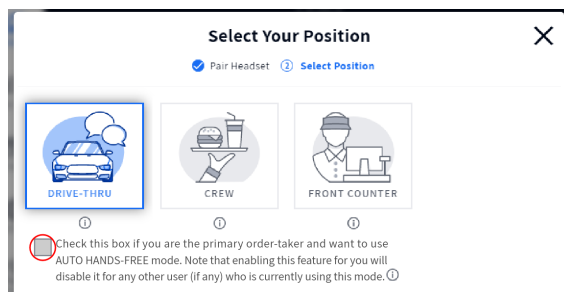 Select Your Position
Pair Headset 2 Select Position
DRIVE-THRU CREW FRONT COUNTER
Check this box if you are the primary order-taker and want to use
AUTO HANDS-FREE mode. Note that enabling this feature for you will
disable it for any other user (if any) who is currently using this mode.